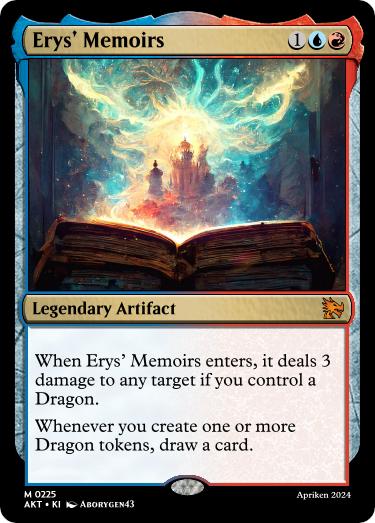 Erys' Memoirs 1
Legendary Artifact
When Erys' Memoirs enters, it deals 3
damage to any target if you control a
Dragon.
Whenever you create one or more
Dragon tokens, draw a card.
M 0225
AKT • KI Aborygen43
Apriken 2024